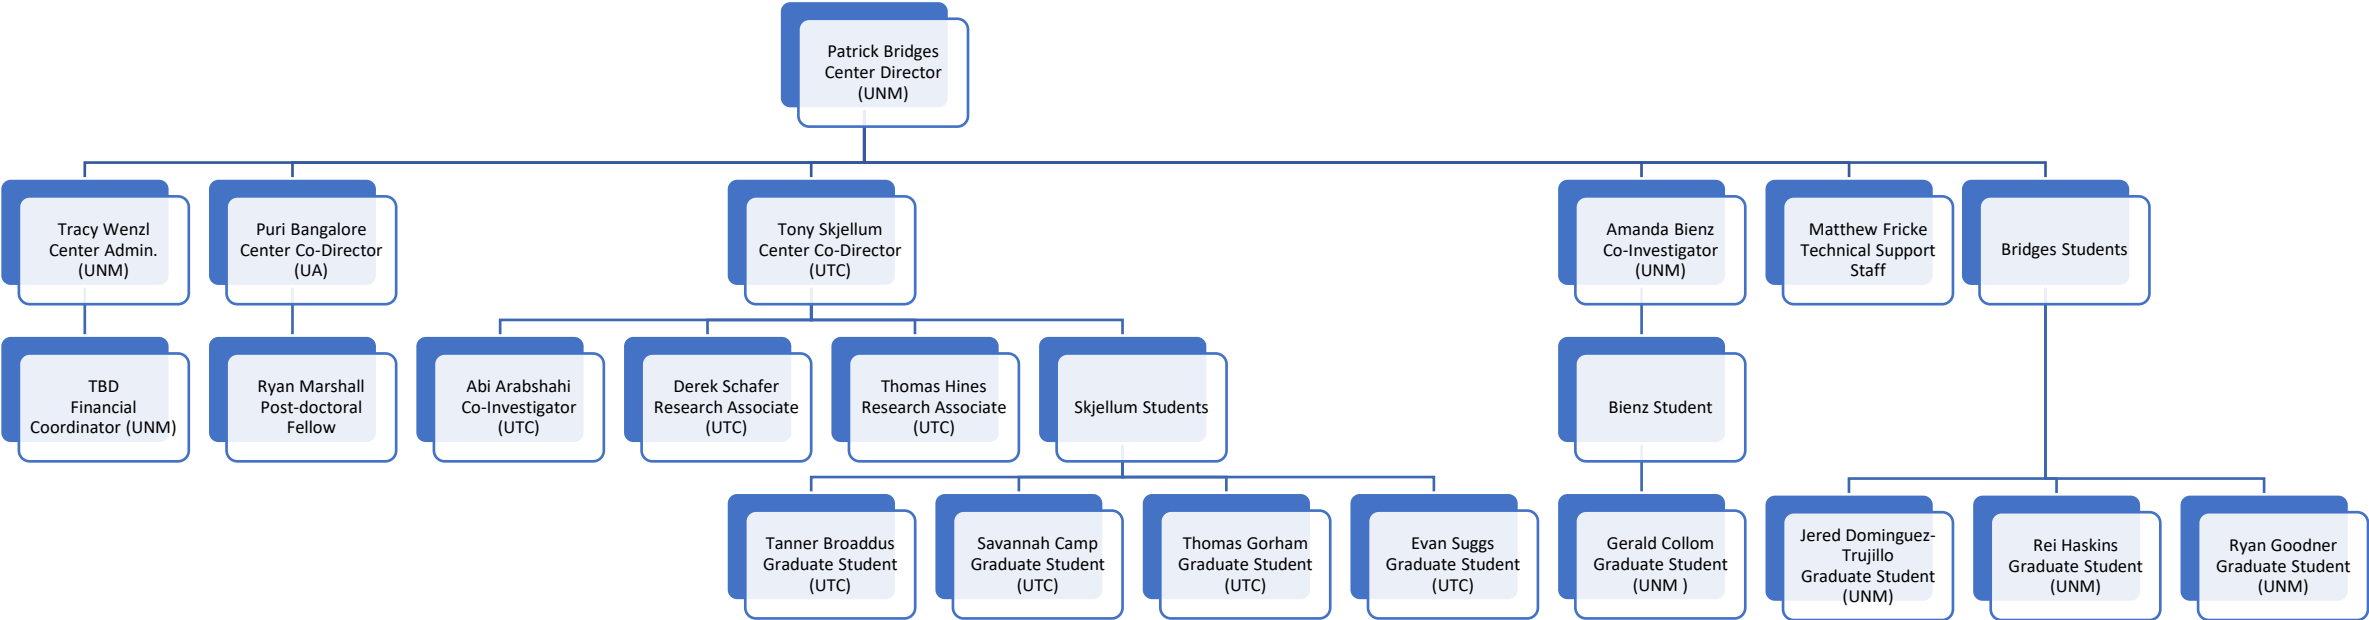 Patrick Bridges
Center Director
(UNM)
Tracy Wenzl
Center Admin.
(UNM)
Puri Bangalore
Center Co-Director
(UA)
Tony Skjellum
Center Co-Director
(UTC)
Amanda Bienz
Co-Investigator
(UNM)
Matthew Fricke
Technical Support
Staff
Bridges Students
TBD
Financial
Coordinator (UNM)
Ryan Marshall
Post-doctoral
Fellow
Abi Arabshahi
Co-Investigator
(UTC)
Derek Schafer
Research Associate
(UTC)
Thomas Hines
Research Associate
(UTC)
Skjellum Students
Bienz Student
Tanner Broaddus
Graduate Student
(UTC)
Savannah Camp
Graduate Student
(UTC)
Thomas Gorham
Graduate Student
(UTC)
Evan Suggs
Graduate Student
(UTC)
Gerald Collom
Graduate Student
(UNM )
Jered Dominguez-
Trujillo
Graduate Student
(UNM)
Rei Haskins
Graduate Student
(UNM)
Ryan Goodner
Graduate Student
(UNM)